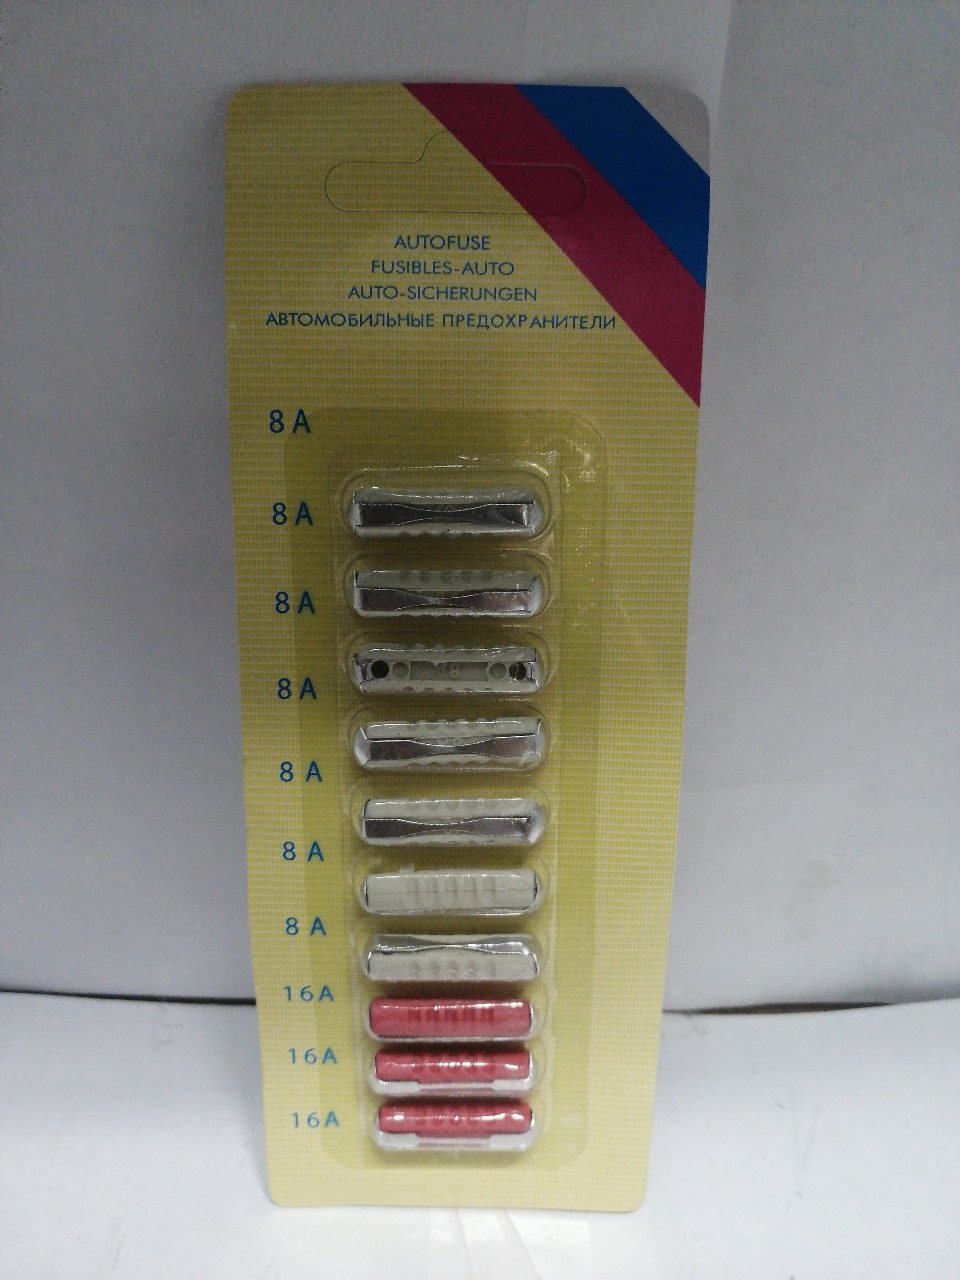 AUTOFUSE
FUSIBLES-AUTO
AUTO-SICHERUNGEN
АВТОМОБИЛЬНЫЕ ПРЕДОХРАНИТЕЛИ
8 A
8 A
8 A
8 A
8 A
8 A
8 A
16A
16A
16A